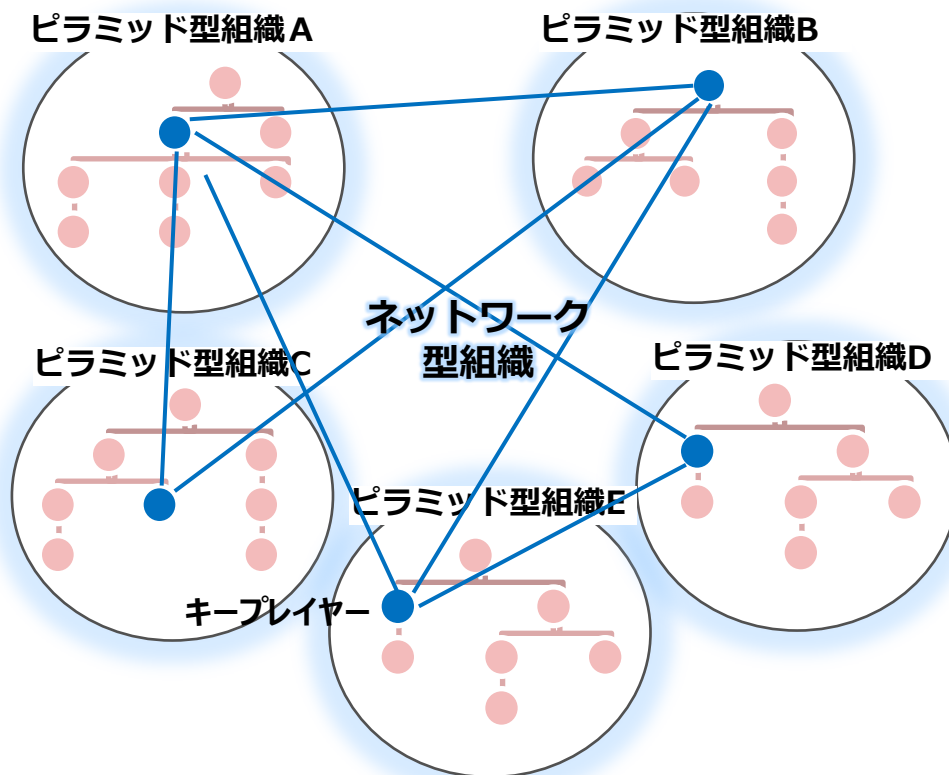 ピラミッド型組織A
ピラミッド型組織B
ネットワーク
型組織
ピラミッド型組織C
ピラミッド型組織D
ピラミッド型組織E
キープレイヤー